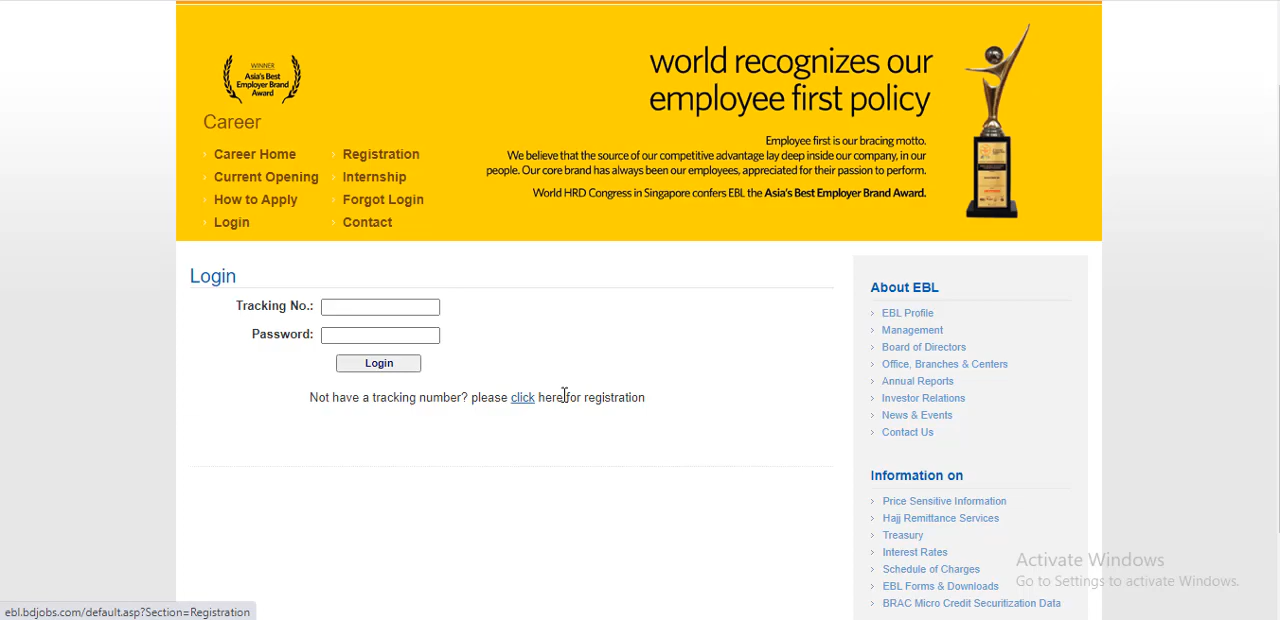 WINNER
Asia's Best
Employer Brand
Award
Career
Career Home
Registration
Current Opening
Internship
How to Apply
Forgot Login
Login
Contact
world recognizes our
employee first policy
Employee first is our bracing motto.
We believe that the source of our competitive advantage lay deep inside our company, in our
people. Our core brand has always been our employees, appreciated for their passion to perform.
World HRD Congress in Singapore confers EBL the Asia's Best Employer Brand Award.
Login
Tracking No.:
Password:
Login
Not have a tracking number? please click here for registration
About EBL
EBL Profile
Management
Board of Directors
Office, Branches & Centers
Annual Reports
Investor Relations
News & Events
Contact Us
Information on
Price Sensitive Information
Hajj Remittance Services
Treasury
Interest Rates
Schedule of Charges
EBL Forms & Downloads
BRAC Micro Credit Securitization Data
Activate Windows
Go to Settings to activate Windows.
ebl.bdjobs.com/default.asp?Section=Registration